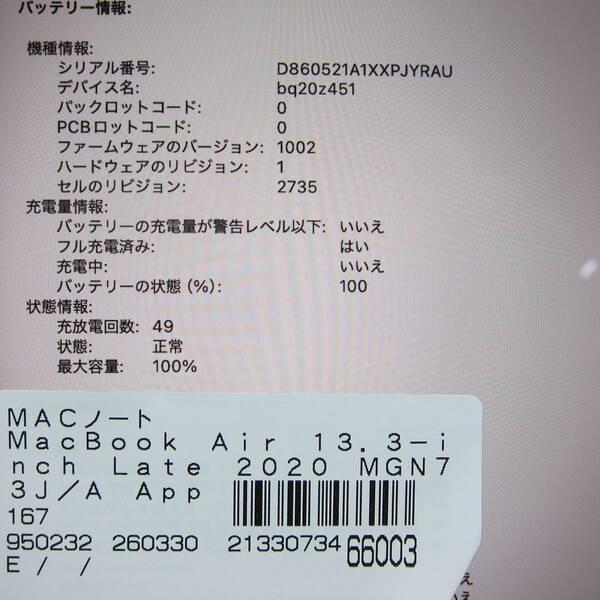 バッテリー情報:
機種情報:
シリアル番号: D860521A1XXPJYRAU
デバイス名: bq20z451
パックロットコード: 0
PCBロットコード: 0
ファームウェアのバージョン: 1002
ハードウェアのリビジョン: 1
セルのリビジョン: 2735
充電量情報:
バッテリーの充電量が警告レベル以下: いいえ
フル充電済み: はい
充電中: いいえ
バッテリーの状態 (%): 100
状態情報:
充放電回数: 49
状態: 正常
最大容量: 100%
MACノート
MacBook Air 13.3-i
nch Late 2020 MGN7
3J/A App
167
950232 260330 21330734 66003
E / /
え
いえ